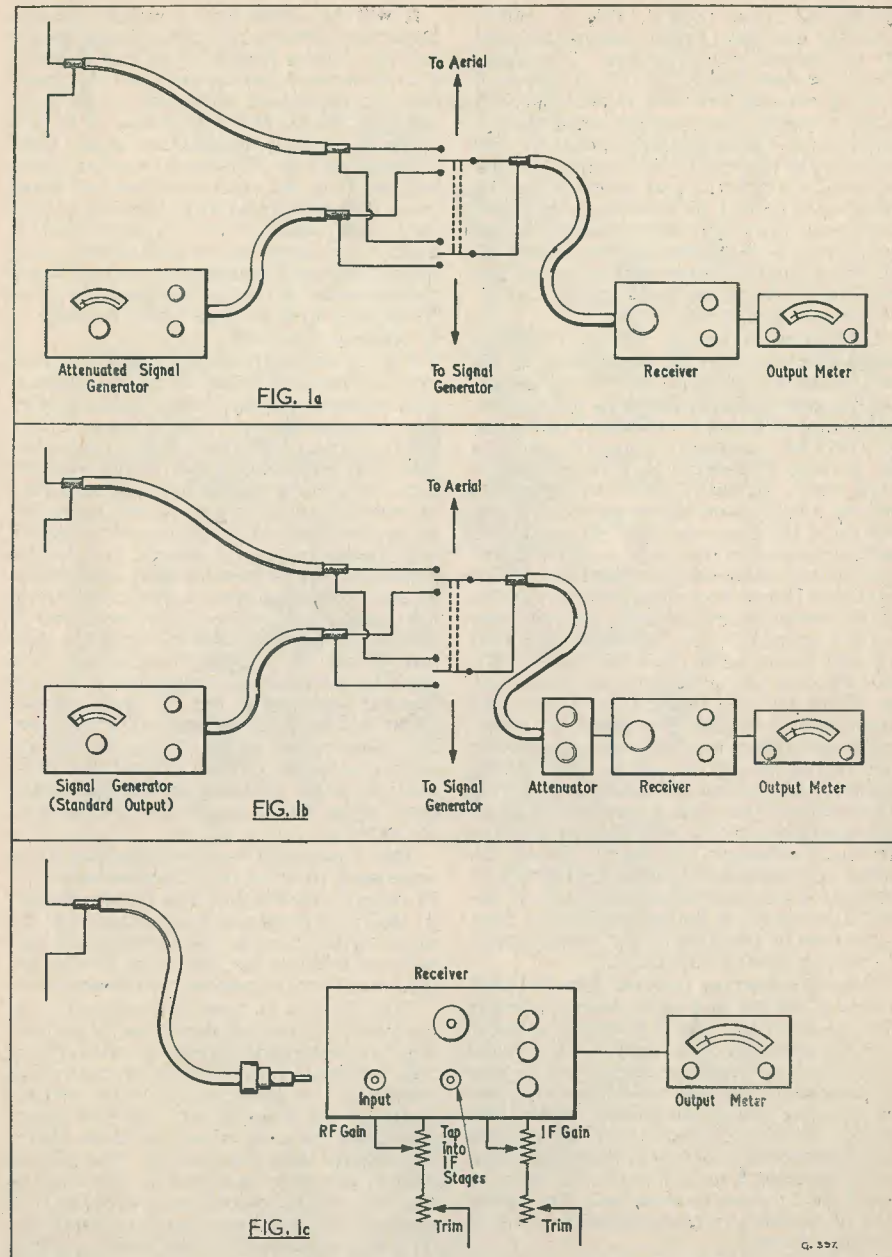 To Aerial
Attenuated Signal
Generator
FIG. 1a
To Signal
Generator
Receiver
Output Meter
To Aerial
Signal Generator
(Standard Output)
FIG. 1b
To Signal
Generator
Attenuator
Receiver
Output Meter
Receiver
Input
Output Meter
RF Gain
Tap
Into
IF
Stages
IF Gain
Trim
Trim
FIG. 1c
G. 397.